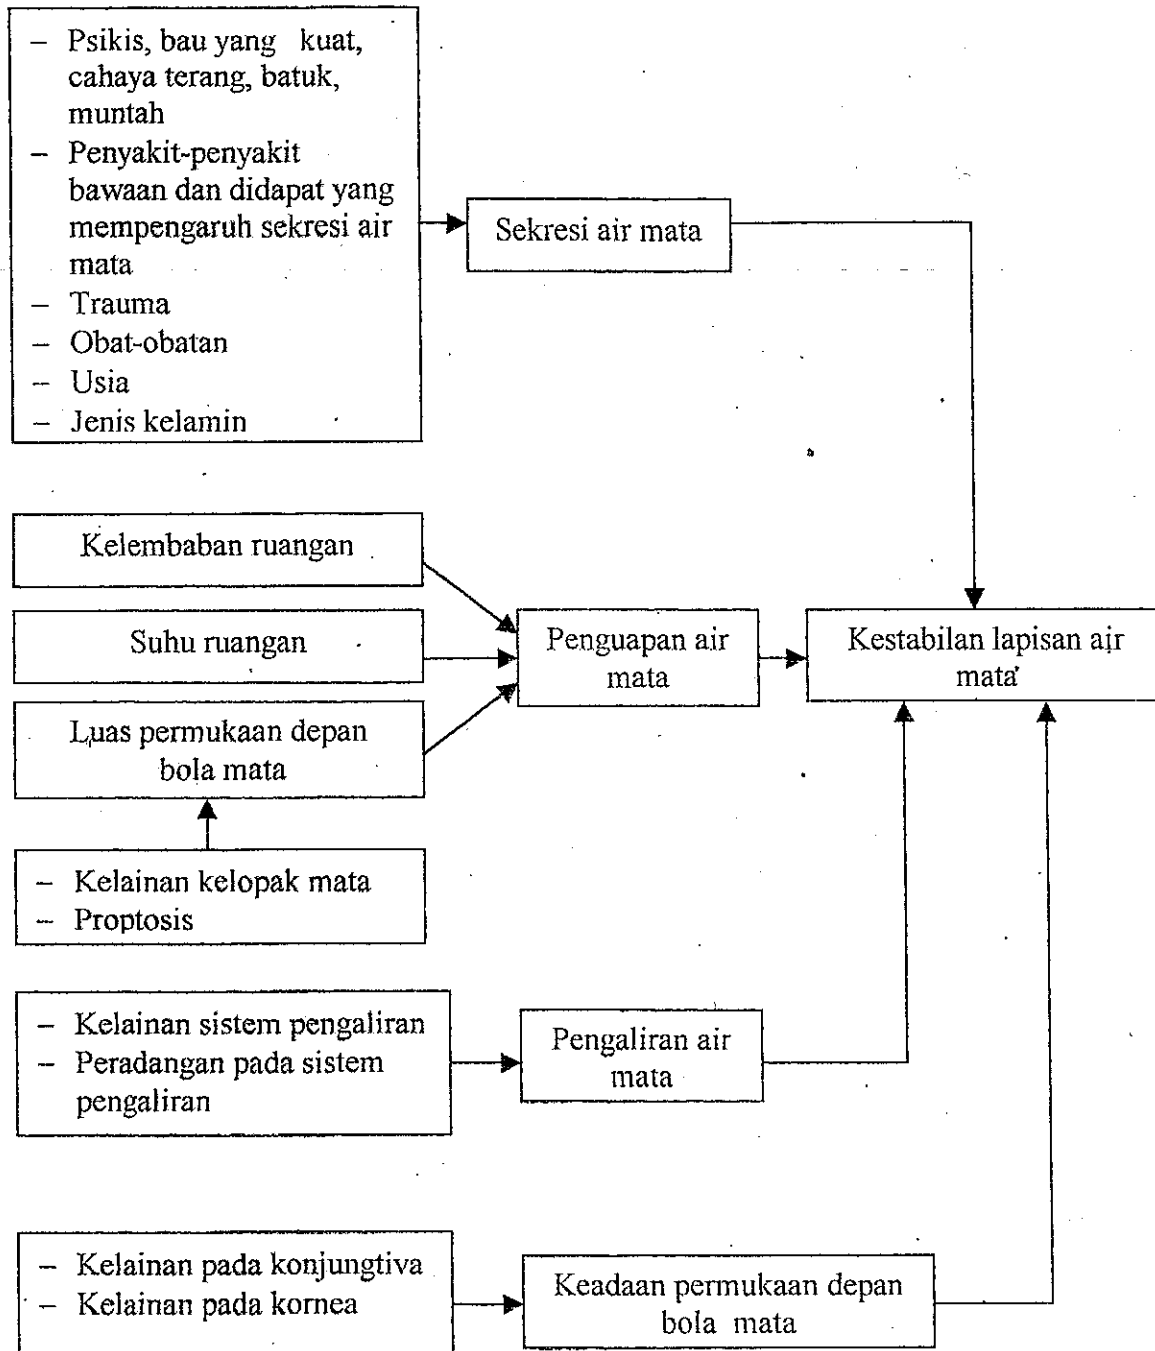 – Psikis, bau yang kuat,
cahaya terang, batuk,
muntah
– Penyakit-penyakit
bawaan dan didapat yang
mempengaruh sekresi air
mata
– Trauma
– Obat-obatan
– Usia
– Jenis kelamin
Sekresi air mata
Kelembaban ruangan
Suhu ruangan
Luas permukaan depan
bola mata
– Kelainan kelopak mata
– Proptosis
Penguapan air
mata
Kestabilan lapisan air
mata
– Kelainan sistem pengaliran
– Peradangan pada sistem
pengaliran
Pengaliran air
mata
– Kelainan pada konjungtiva
– Kelainan pada kornea
Keadaan permukaan depan
bola mata